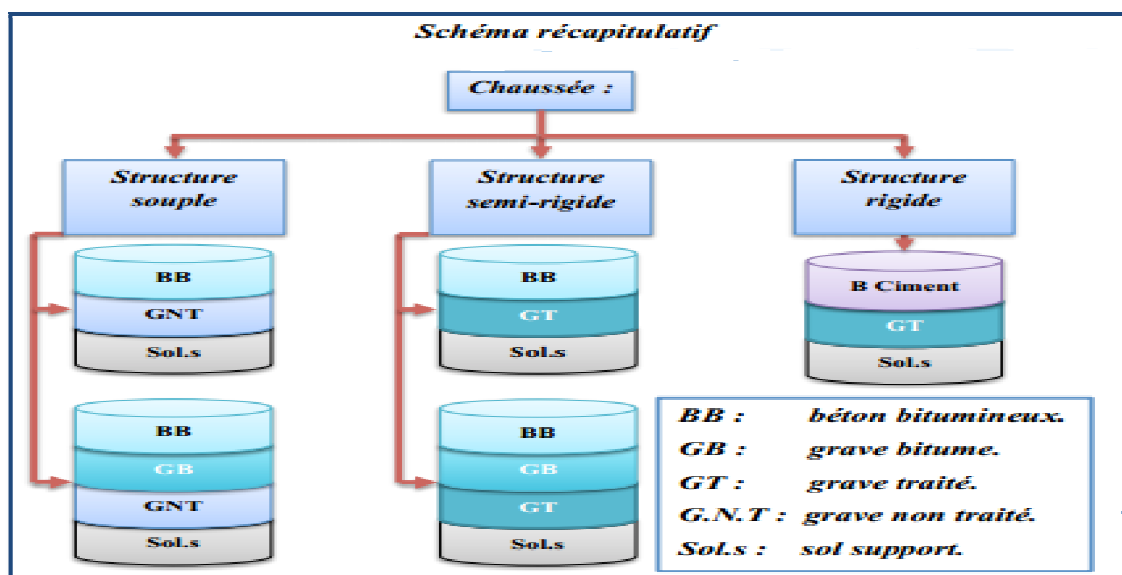 Schéma récapitulatif
Chaussée :
Structure
souple
Structure
semi-rigide
Structure
rigide
BB
GNT
Sol.s
BB
GT
Sol.s
B Ciment
GT
Sol.s
BB
GB
GNT
Sol.s
BB
GB
GT
Sol.s
BB : béton bitumineux.
GB : grave bitume.
GT : grave traité.
G.N.T : grave non traité.
Sol.s : sol support.